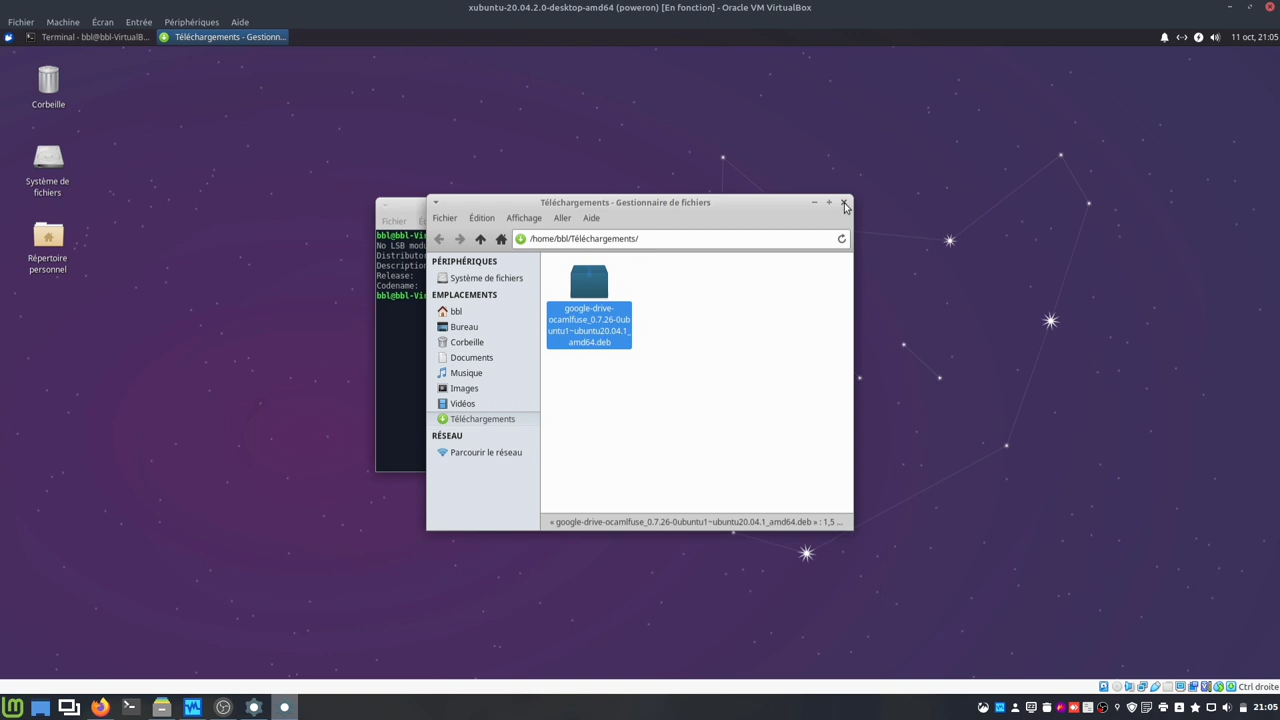 xubuntu-20.04.2.0-desktop-amd64 (poweron) [En fonction] - Oracle VM VirtualBox
Fichier Machine Écran Entrée Périphériques Aide
Terminal - bbl@bbl-VirtualB... Téléchargements - Gestionn... 11 oct, 21:05
Corbeille
Système de
fichiers
Répertoire
personnel
Fichier
bbl@bbl-Vi
No LSB modu
Distributor
Description
Release:
Codename:
bbl@bbl-Vi
Téléchargements - Gestionnaire de fichiers
Fichier Édition Affichage Aller Aide
/home/bbl/Téléchargements/
PÉRIPHÉRIQUES
Système de fichiers
EMPLACEMENTS
bbl
Bureau
Corbeille
Documents
Musique
Images
Vidéos
Téléchargements
RÉSEAU
Parcourir le réseau
google-drive-
ocamlfuse_0.7.26-0ub
untu1~ubuntu20.04.1_
amd64.deb
« google-drive-ocamlfuse_0.7.26-0ubuntu1~ubuntu20.04.1_amd64.deb » : 1,5 ...
Ctrl droite
21:05